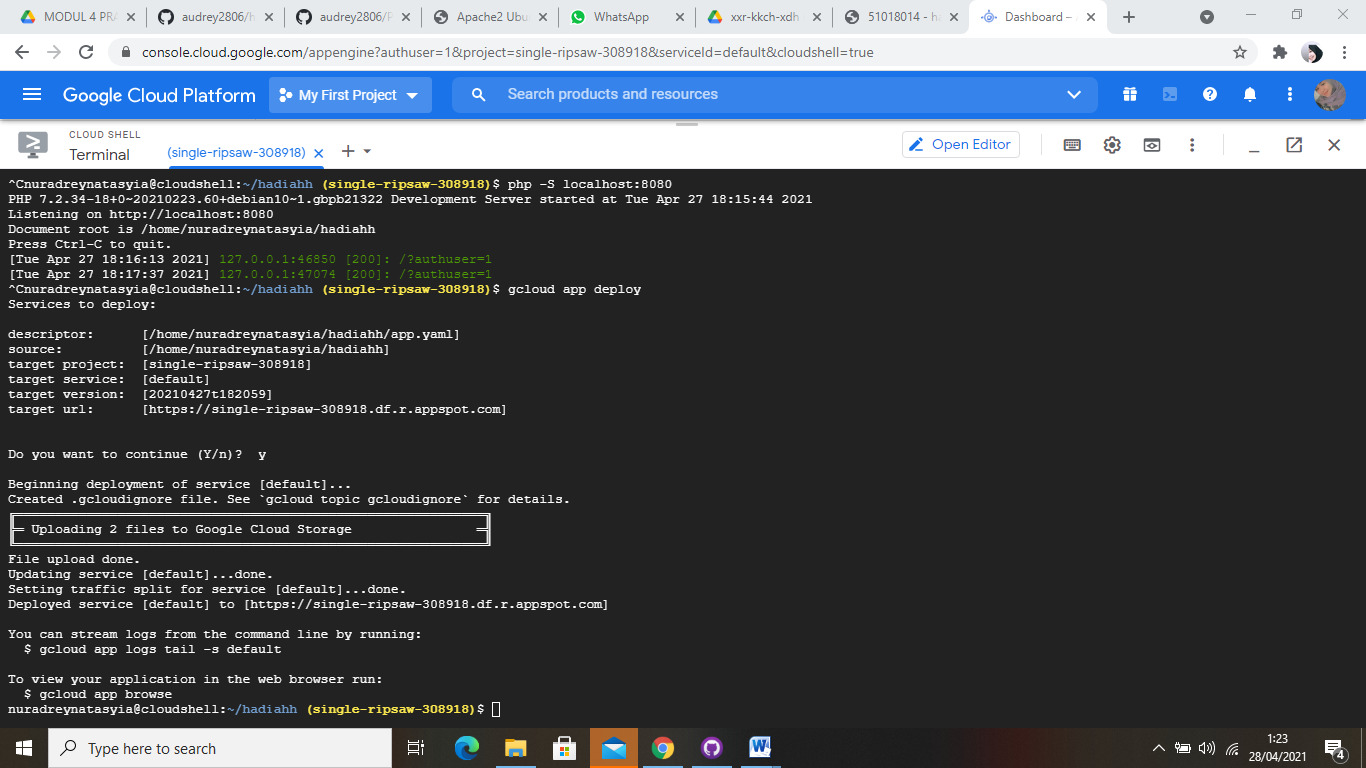 MODUL 4 PRA
audrey2806/h
audrey2806/P
Apache2 Ubu
WhatsApp
xxr-kkch-xdh
51018014 - ha
Dashboard –
console.cloud.google.com/appengine?authuser=1&project=single-ripsaw-308918&serviceId=default&cloudshell=true
Google Cloud Platform
My First Project
Search products and resources
CLOUD SHELL
Terminal
(single-ripsaw-308918)
Open Editor
^Cnuradreynatasyia@cloudshell:~/hadiahh (single-ripsaw-308918)$ php -S localhost:8080
PHP 7.2.34-18+0~20210223.60+debian10~1.gbpb21322 Development Server started at Tue Apr 27 18:15:44 2021
Listening on http://localhost:8080
Document root is /home/nuradreynatasyia/hadiahh
Press Ctrl-C to quit.
[Tue Apr 27 18:16:13 2021] 127.0.0.1:46850 [200]: /?authuser=1
[Tue Apr 27 18:17:37 2021] 127.0.0.1:47074 [200]: /?authuser=1
^Cnuradreynatasyia@cloudshell:~/hadiahh (single-ripsaw-308918)$ gcloud app deploy
Services to deploy:
descriptor: [/home/nuradreynatasyia/hadiahh/app.yaml]
source: [/home/nuradreynatasyia/hadiahh]
target project: [single-ripsaw-308918]
target service: [default]
target version: [20210427t182059]
target url: [https://single-ripsaw-308918.df.r.appspot.com]
Do you want to continue (Y/n)? y
Beginning deployment of service [default]...
Created .gcloudignore file. See `gcloud topic gcloudignore` for details.
Uploading 2 files to Google Cloud Storage
File upload done.
Updating service [default]...done.
Setting traffic split for service [default]...done.
Deployed service [default] to [https://single-ripsaw-308918.df.r.appspot.com]
You can stream logs from the command line by running:
$ gcloud app logs tail -s default
To view your application in the web browser run:
$ gcloud app browse
nuradreynatasyia@cloudshell:~/hadiahh (single-ripsaw-308918)$
Type here to search
1:23
28/04/2021
4